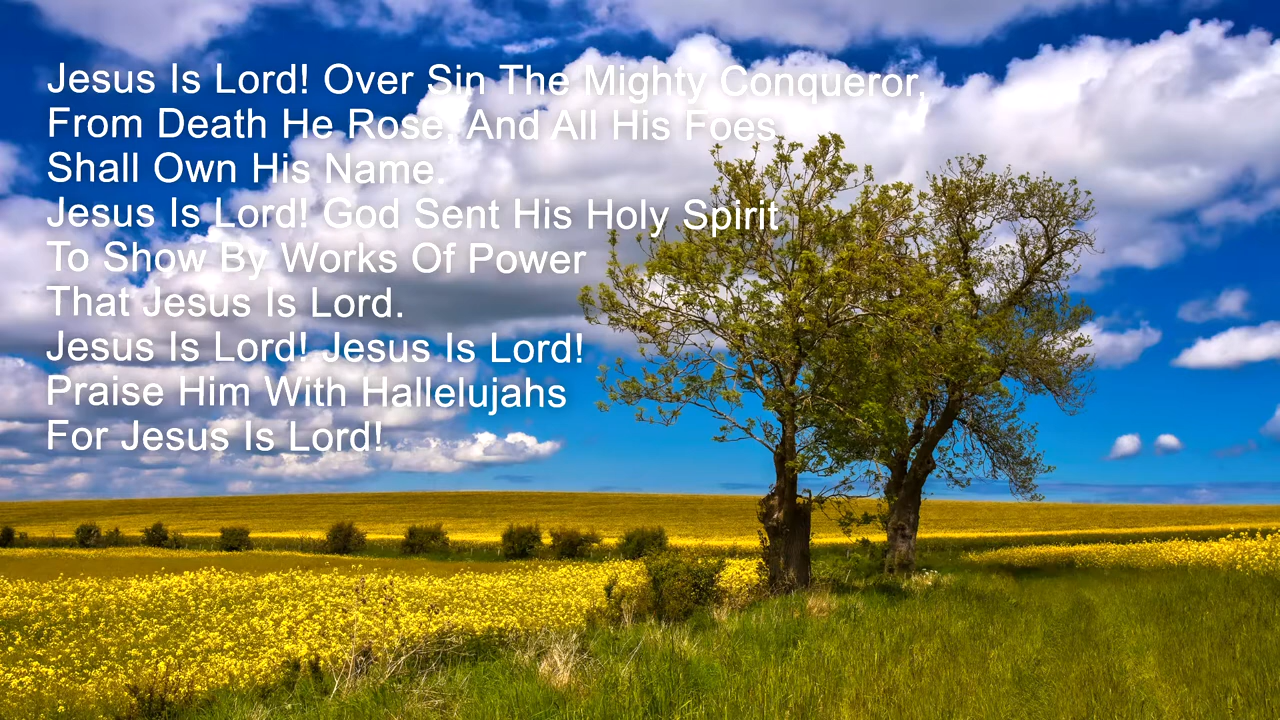 Jesus Is Lord! Over Sin The Mighty Conqueror,
From Death He Rose, And All His Foes
Shall Own His Name.
Jesus Is Lord! God Sent His Holy Spirit
To Show By Works Of Power
That Jesus Is Lord.
Jesus Is Lord! Jesus Is Lord!
Praise Him With Hallelujahs
For Jesus Is Lord!